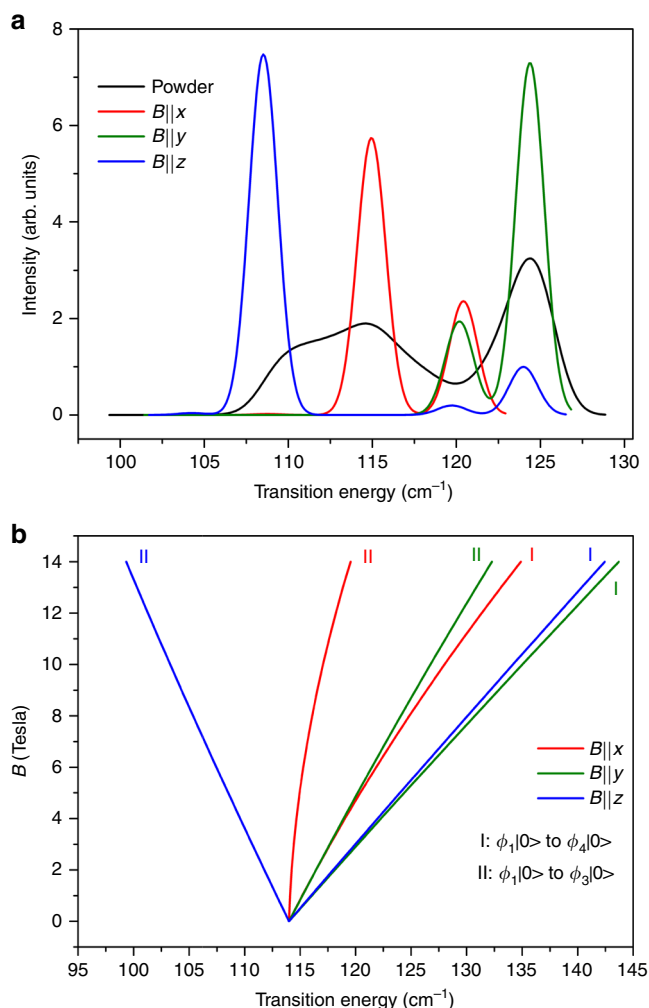 a
8
6
4
2
0
Intensity (arb. units)
Powder
B||x
B||y
B||z
100 105 110 115 120 125 130
Transition energy (cm⁻¹)
b
14
12
10
8
6
4
2
0
B (Tesla)
II II II I I I
B||x
B||y
B||z
I: ϕ₁|0> to ϕ₄|0>
II: ϕ₁|0> to ϕ₃|0>
95 100 105 110 115 120 125 130 135 140 145
Transition energy (cm⁻¹)